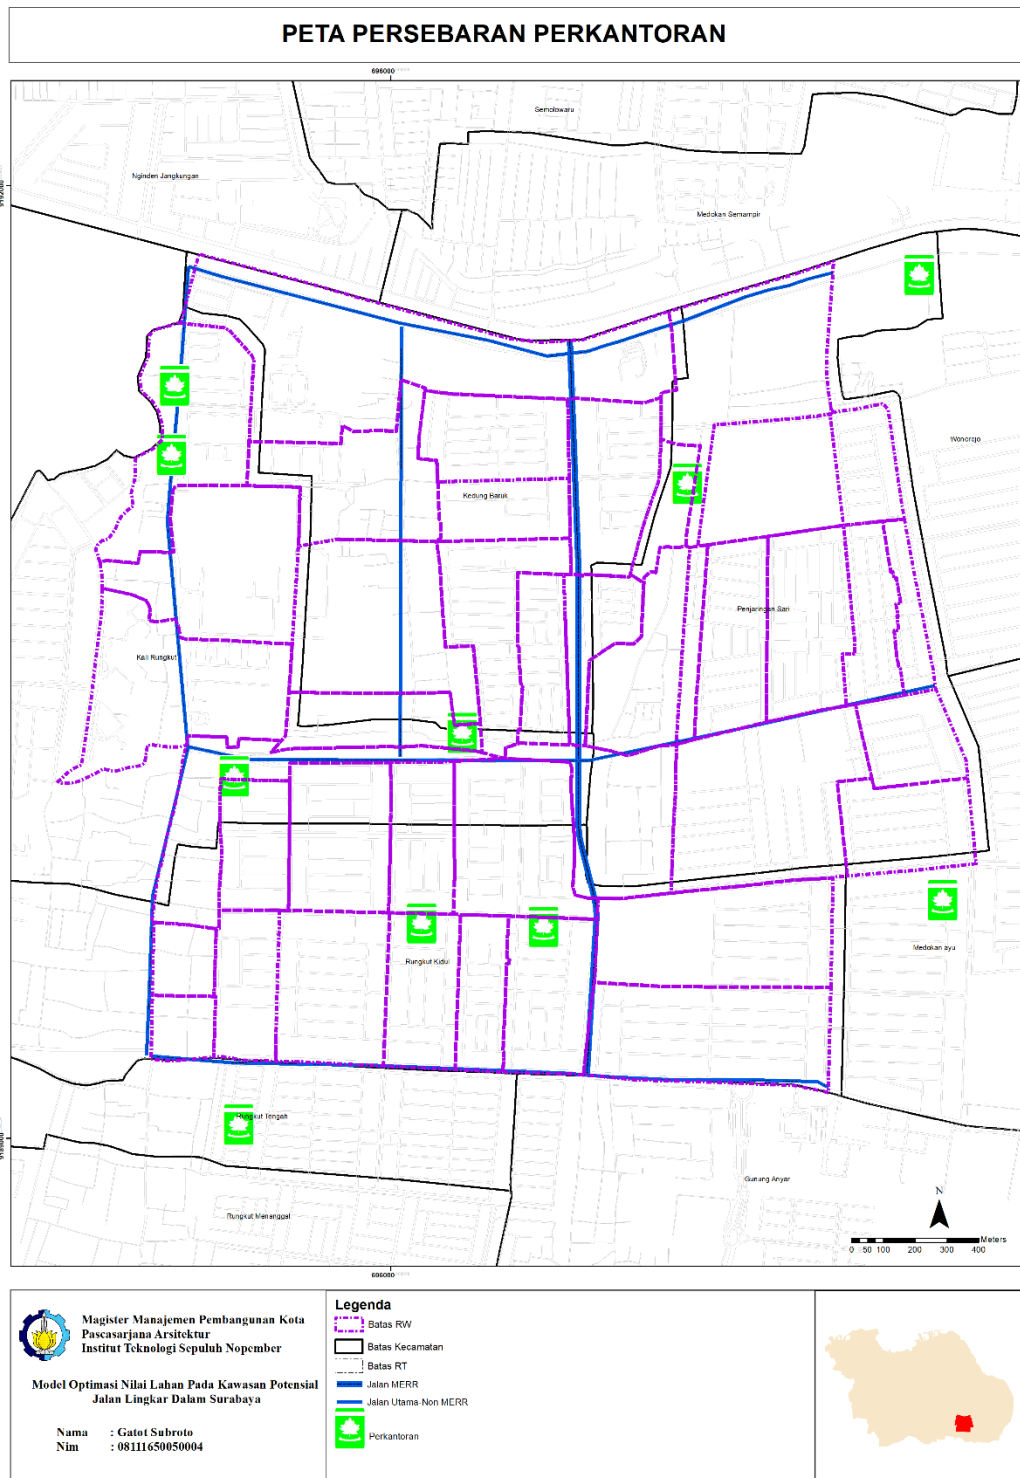 PETA PERSEBARAN PERKANTORAN
698000
Semolowaru
Nginden Jangkungan
Medokan Semampir
Wonorejo
Kedung Baruk
Penjaringan Sari
Kali Rungkut
Medokan ayu
Rungkut Kidul
Rungkut Tengah
Gunung Anyar
Rungkut Menanggal
N
Meters
0 50 100 200 300 400
698000
Magister Manajemen Pembangunan Kota
Pascasarjana Arsitektur
Institut Teknologi Sepuluh Nopember
Model Optimasi Nilai Lahan Pada Kawasan Potensial
Jalan Lingkar Dalam Surabaya
Nama : Gatot Subroto
Nim : 08111650050004
Legenda
Batas RW
Batas Kecamatan
Batas RT
Jalan MERR
Jalan Utama-Non MERR
Perkantoran